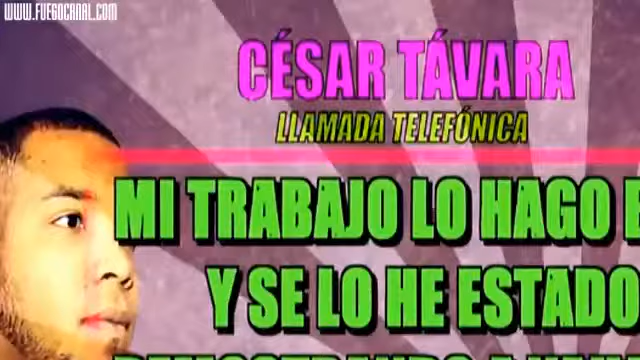 WWW.FUEGOCANAL.COM
CÉSAR TÁVARA
LLAMADA TELEFÓNICA
MI TRABAJO LO HAGO
Y SE LO HE ESTADO